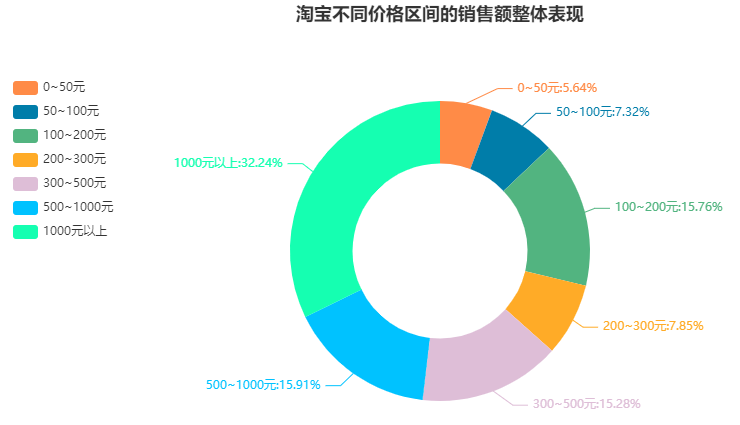 淘宝不同价格区间的销售额整体表现
0~50元
50~100元
100~200元
200~300元
300~500元
500~1000元
1000元以上
0~50元:5.64%
50~100元:7.32%
100~200元:15.76%
200~300元:7.85%
300~500元:15.28%
500~1000元:15.91%
1000元以上:32.24%